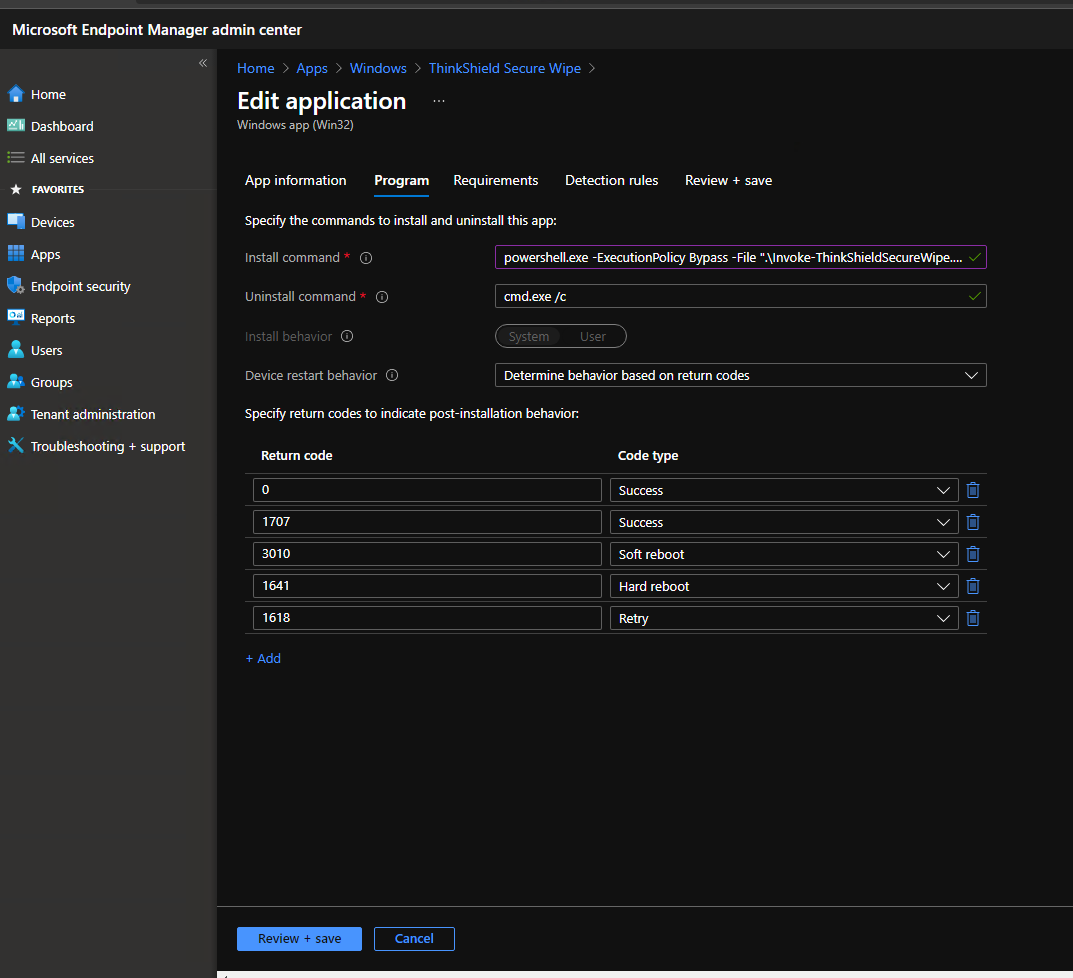 Microsoft Endpoint Manager admin center
«
Home
Dashboard
All services
FAVORITES
Devices
Apps
Endpoint security
Reports
Users
Groups
Tenant administration
Troubleshooting + support
Home > Apps > Windows > ThinkShield Secure Wipe >
Edit application ...
Windows app (Win32)
App information Program Requirements Detection rules Review + save
Specify the commands to install and uninstall this app:
Install command * powershell.exe -ExecutionPolicy Bypass -File ".\Invoke-ThinkShieldSecureWipe....
Uninstall command * cmd.exe /c
Install behavior System User
Device restart behavior Determine behavior based on return codes
Specify return codes to indicate post-installation behavior:
Return code Code type
0 Success
1707 Success
3010 Soft reboot
1641 Hard reboot
1618 Retry
+ Add
Review + save Cancel